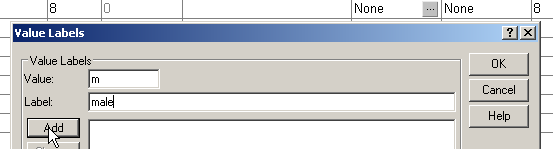 8 0 None ... None 8
Value Labels ? ×
Value Labels
Value: m
OK
Label: male
Cancel
Add
Help